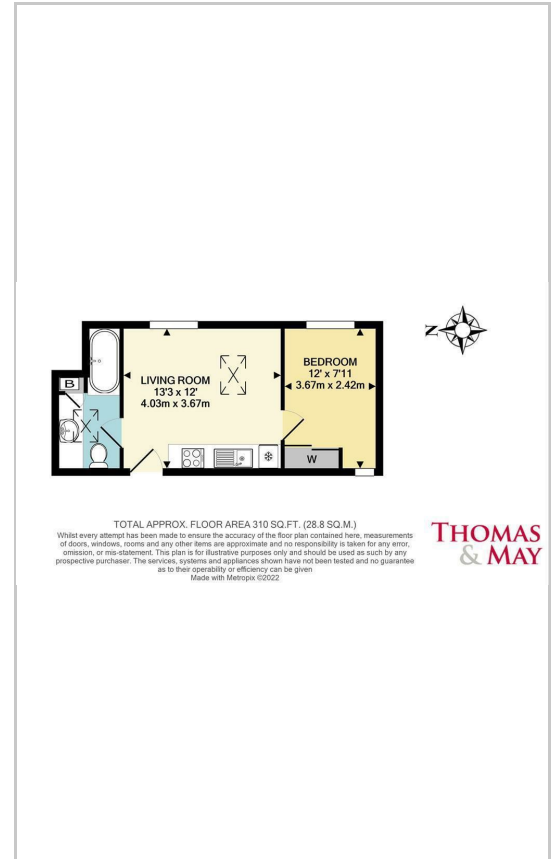 N
B
LIVING ROOM
13'3 x 12'
4.03m x 3.67m
BEDROOM
12' x 7'11
3.67m x 2.42m
W
TOTAL APPROX. FLOOR AREA 310 SQ.FT. (28.8 SQ.M.)
Whilst every attempt has been made to ensure the accuracy of the floor plan contained here, measurements
of doors, windows, rooms and any other items are approximate and no responsibility is taken for any error,
omission, or mis-statement. This plan is for illustrative purposes only and should be used as such by any
prospective purchaser. The services, systems and appliances shown have not been tested and no guarantee
as to their operability or efficiency can be given
Made with Metropix ©2022
THOMAS
& MAY